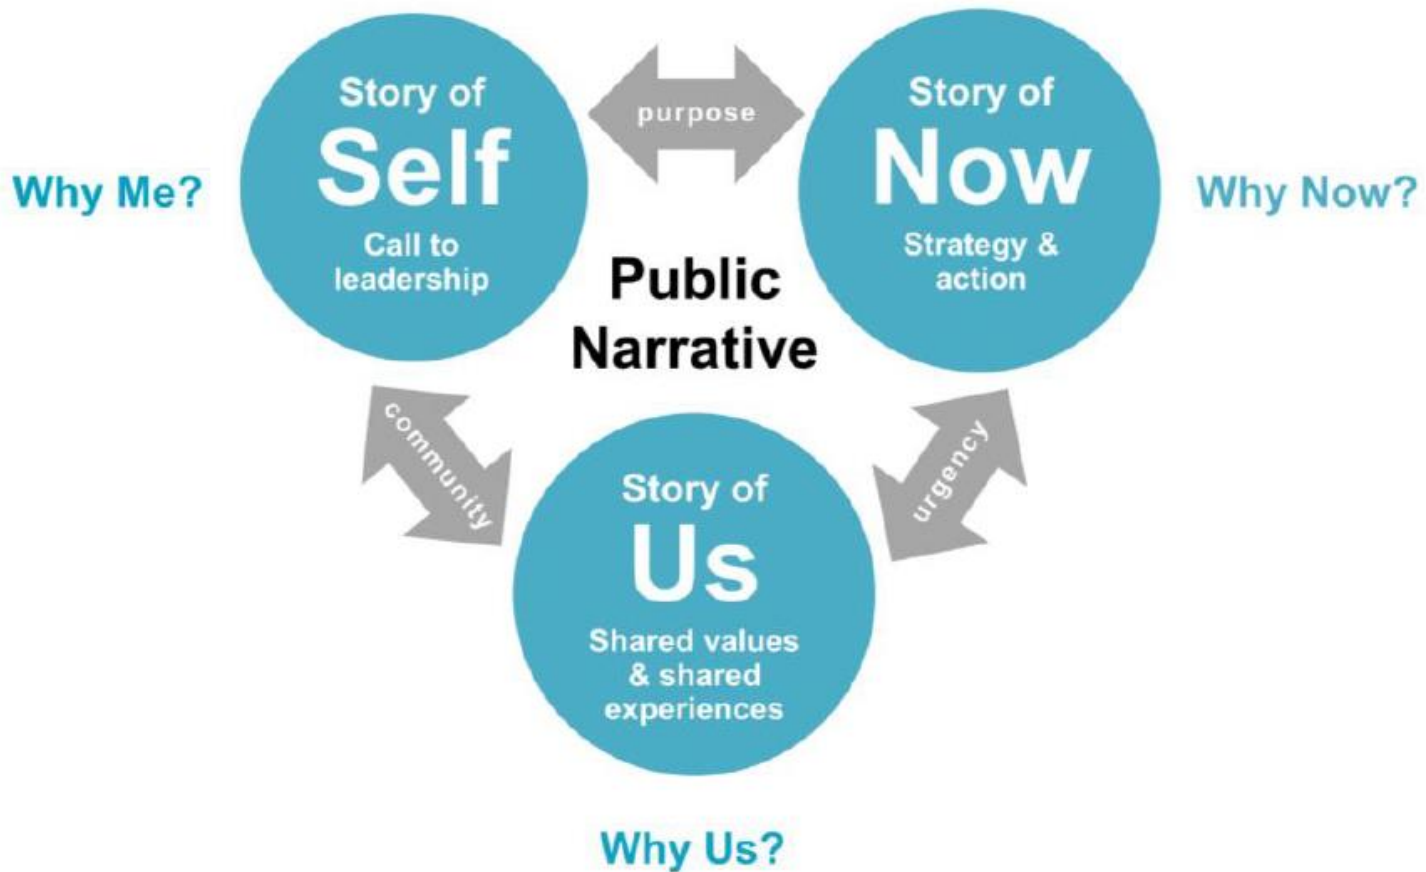 Story of
Self
Call to
leadership
Why Me?
purpose
Story of
Now
Strategy &
action
Why Now?
Public
Narrative
community
urgency
Story of
Us
Shared values
& shared
experiences
Why Us?